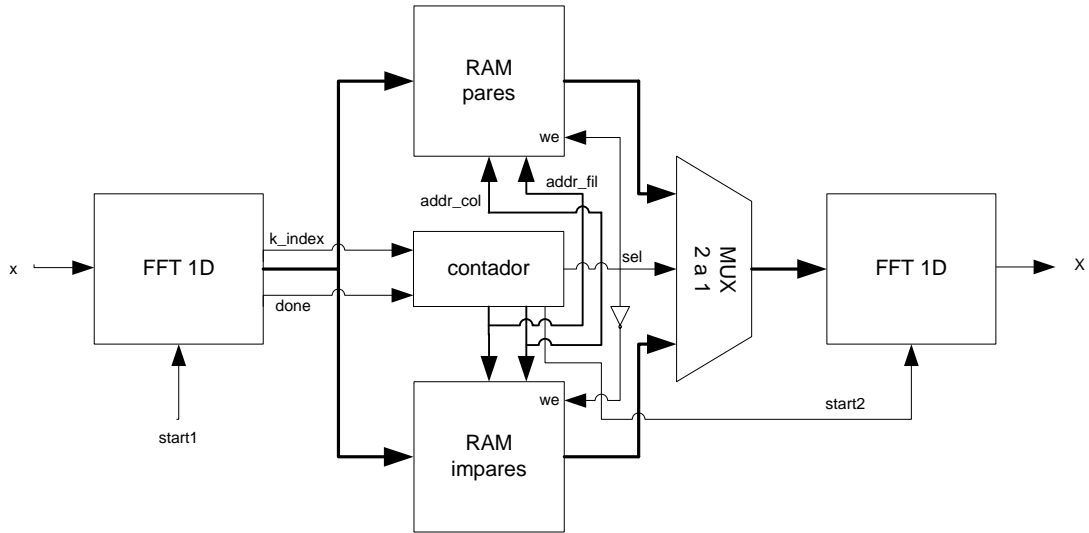 RAM
pares
we
addr_fil
addr_col
k_index
x
FFT 1D
contador
sel
MUX
2 a 1
FFT 1D
X
done
we
start2
start1
RAM
impares